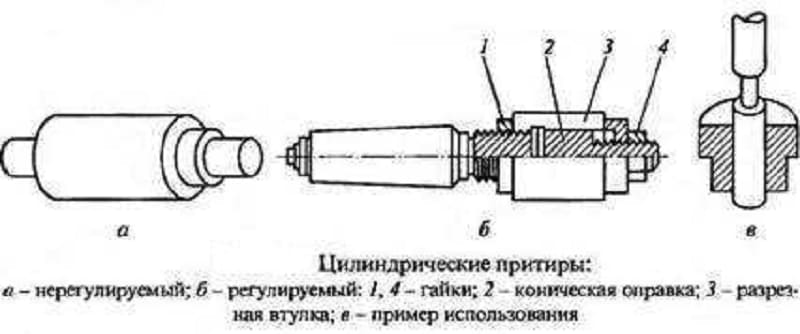 1 2 3 4
а б в
Цилиндрические притиры:
а – нерегулируемый; б – регулируемый: 1, 4 – гайки; 2 – коническая оправка; 3 – разрез-
ная втулка; в – пример использования